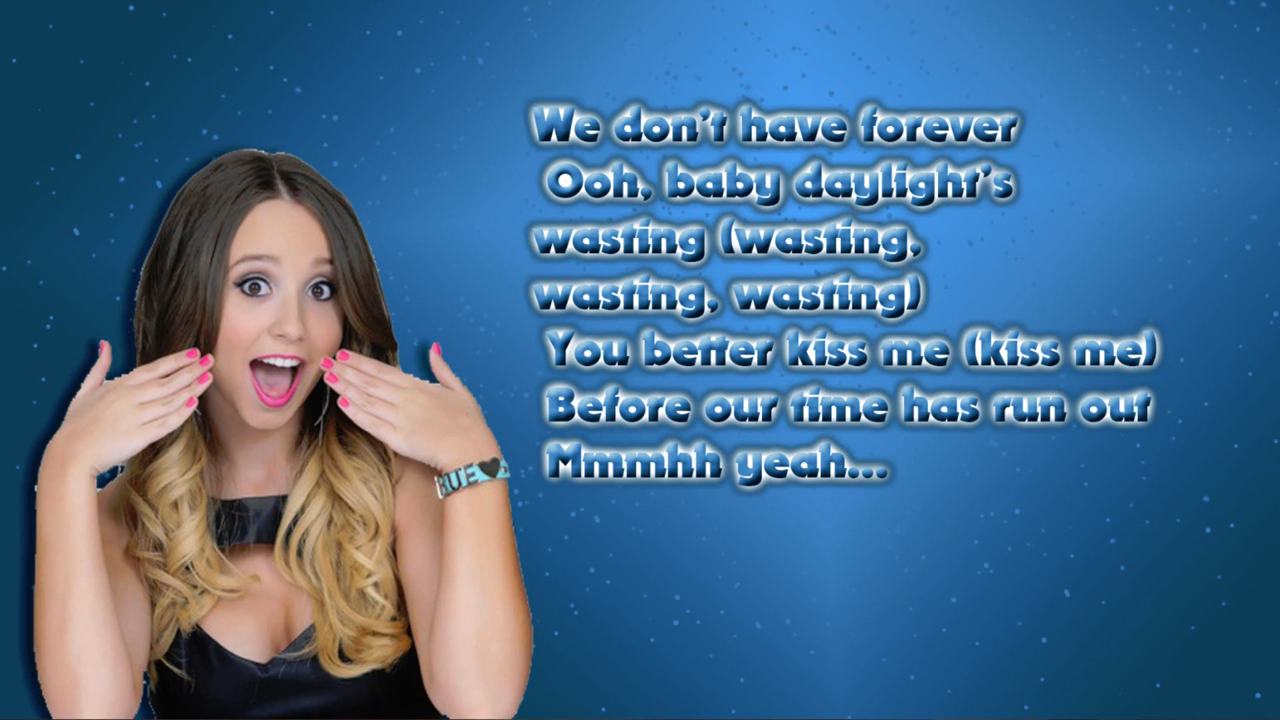 We don't have forever
Ooh, baby daylight's
wasting (wasting,
wasting, wasting)
You better kiss me (kiss me)
Before our time has run out
Mmmhh yeah...